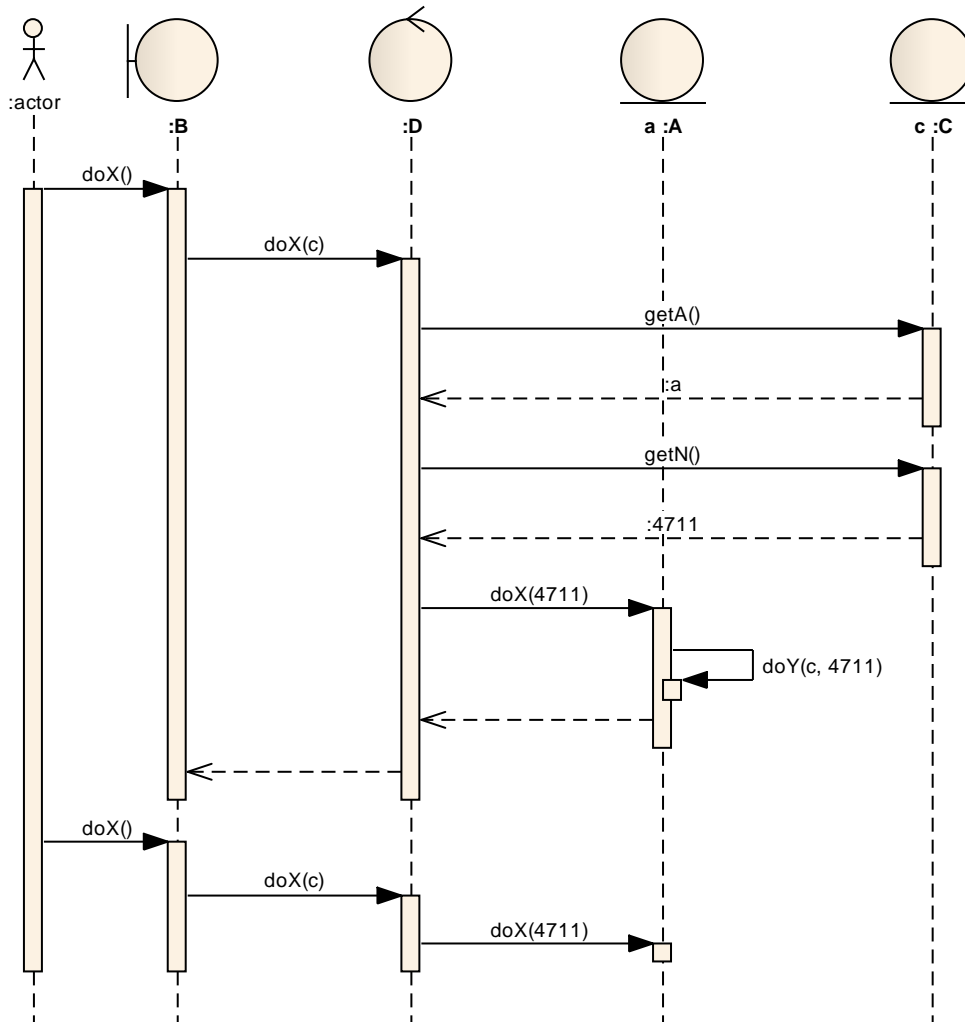 :actor
:B
:D
a :A
c :C
doX()
doX(c)
getA()
:a
getN()
:4711
doX(4711)
doY(c, 4711)
doX()
doX(c)
doX(4711)